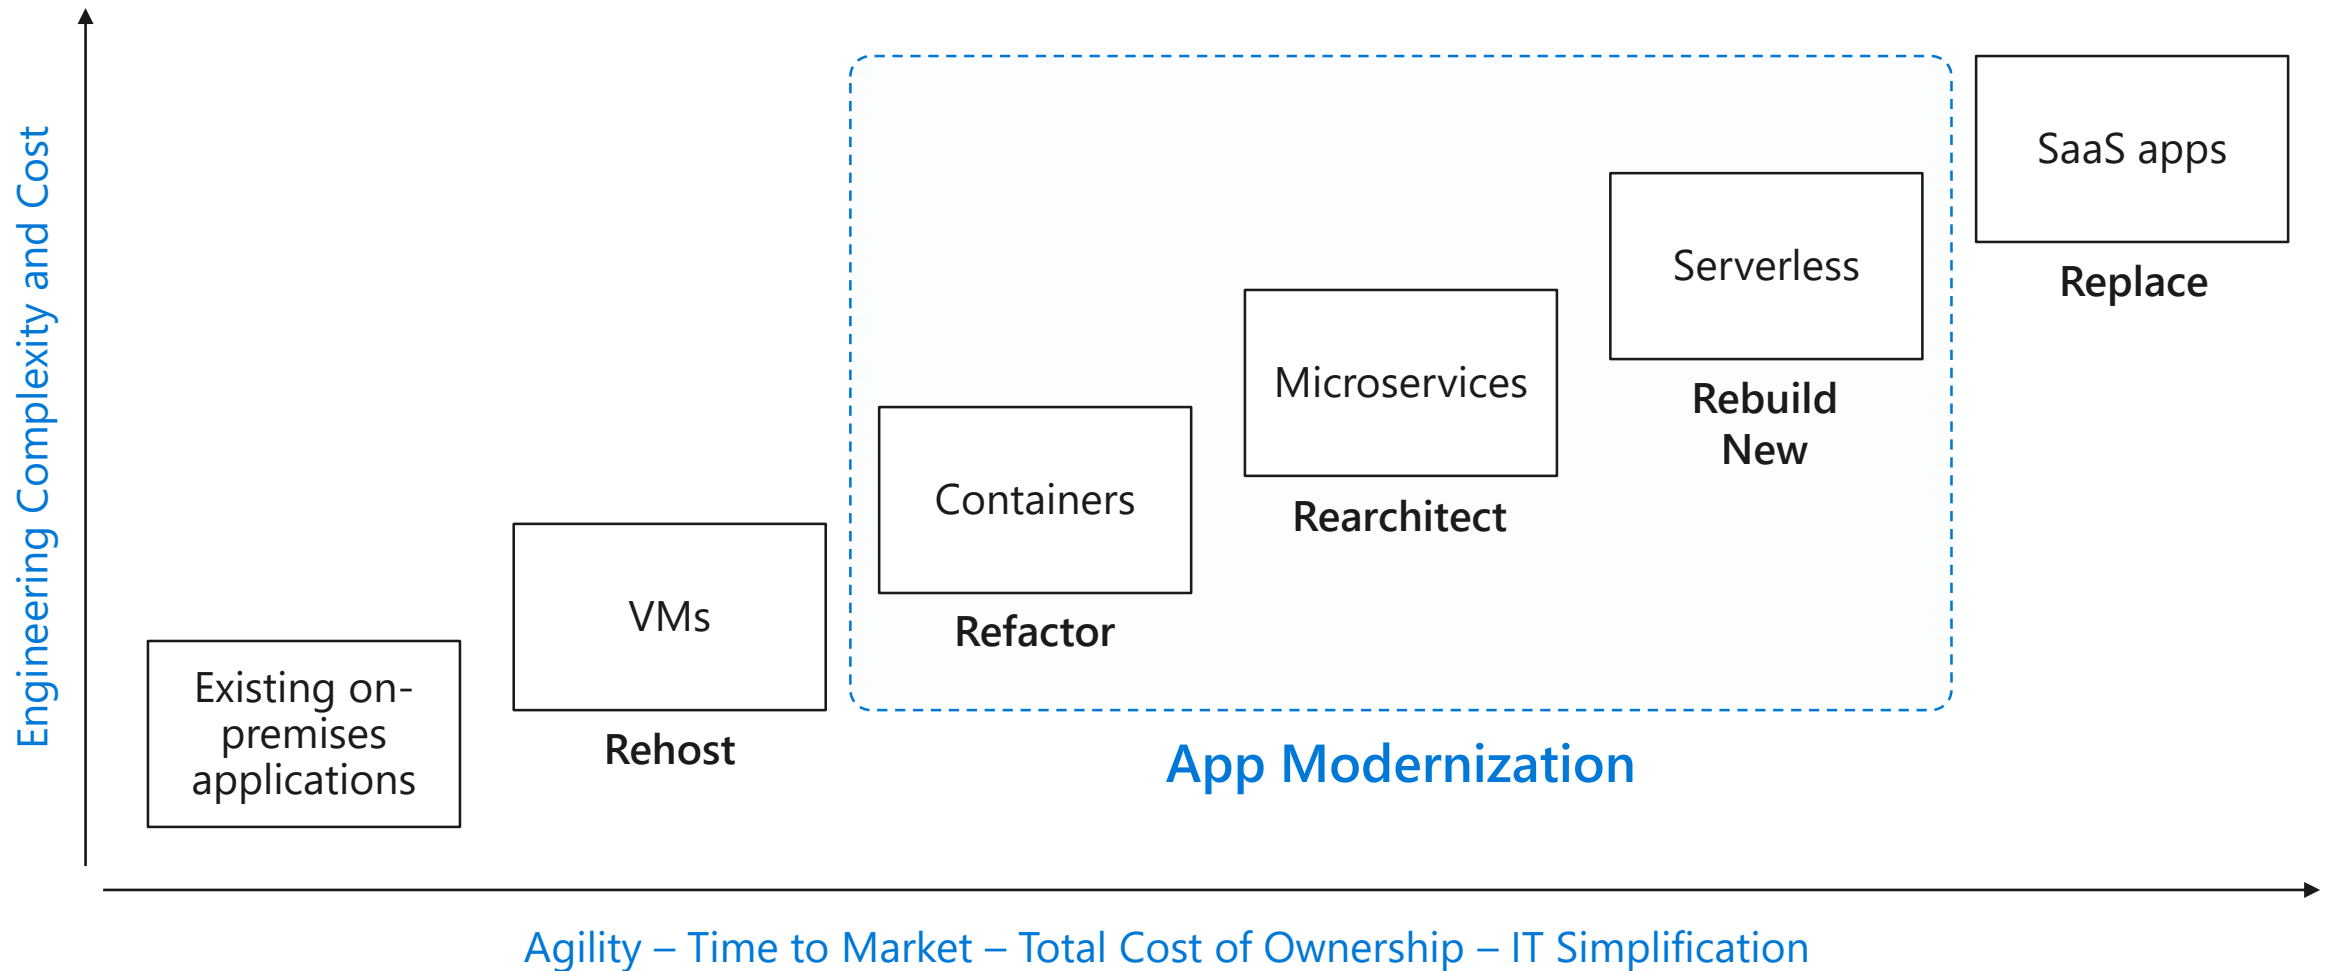 Engineering Complexity and Cost
Existing on-
premises
applications
VMs
Rehost
Containers
Refactor
Microservices
Rearchitect
Serverless
Rebuild
New
SaaS apps
Replace
App Modernization
Agility – Time to Market – Total Cost of Ownership – IT Simplification